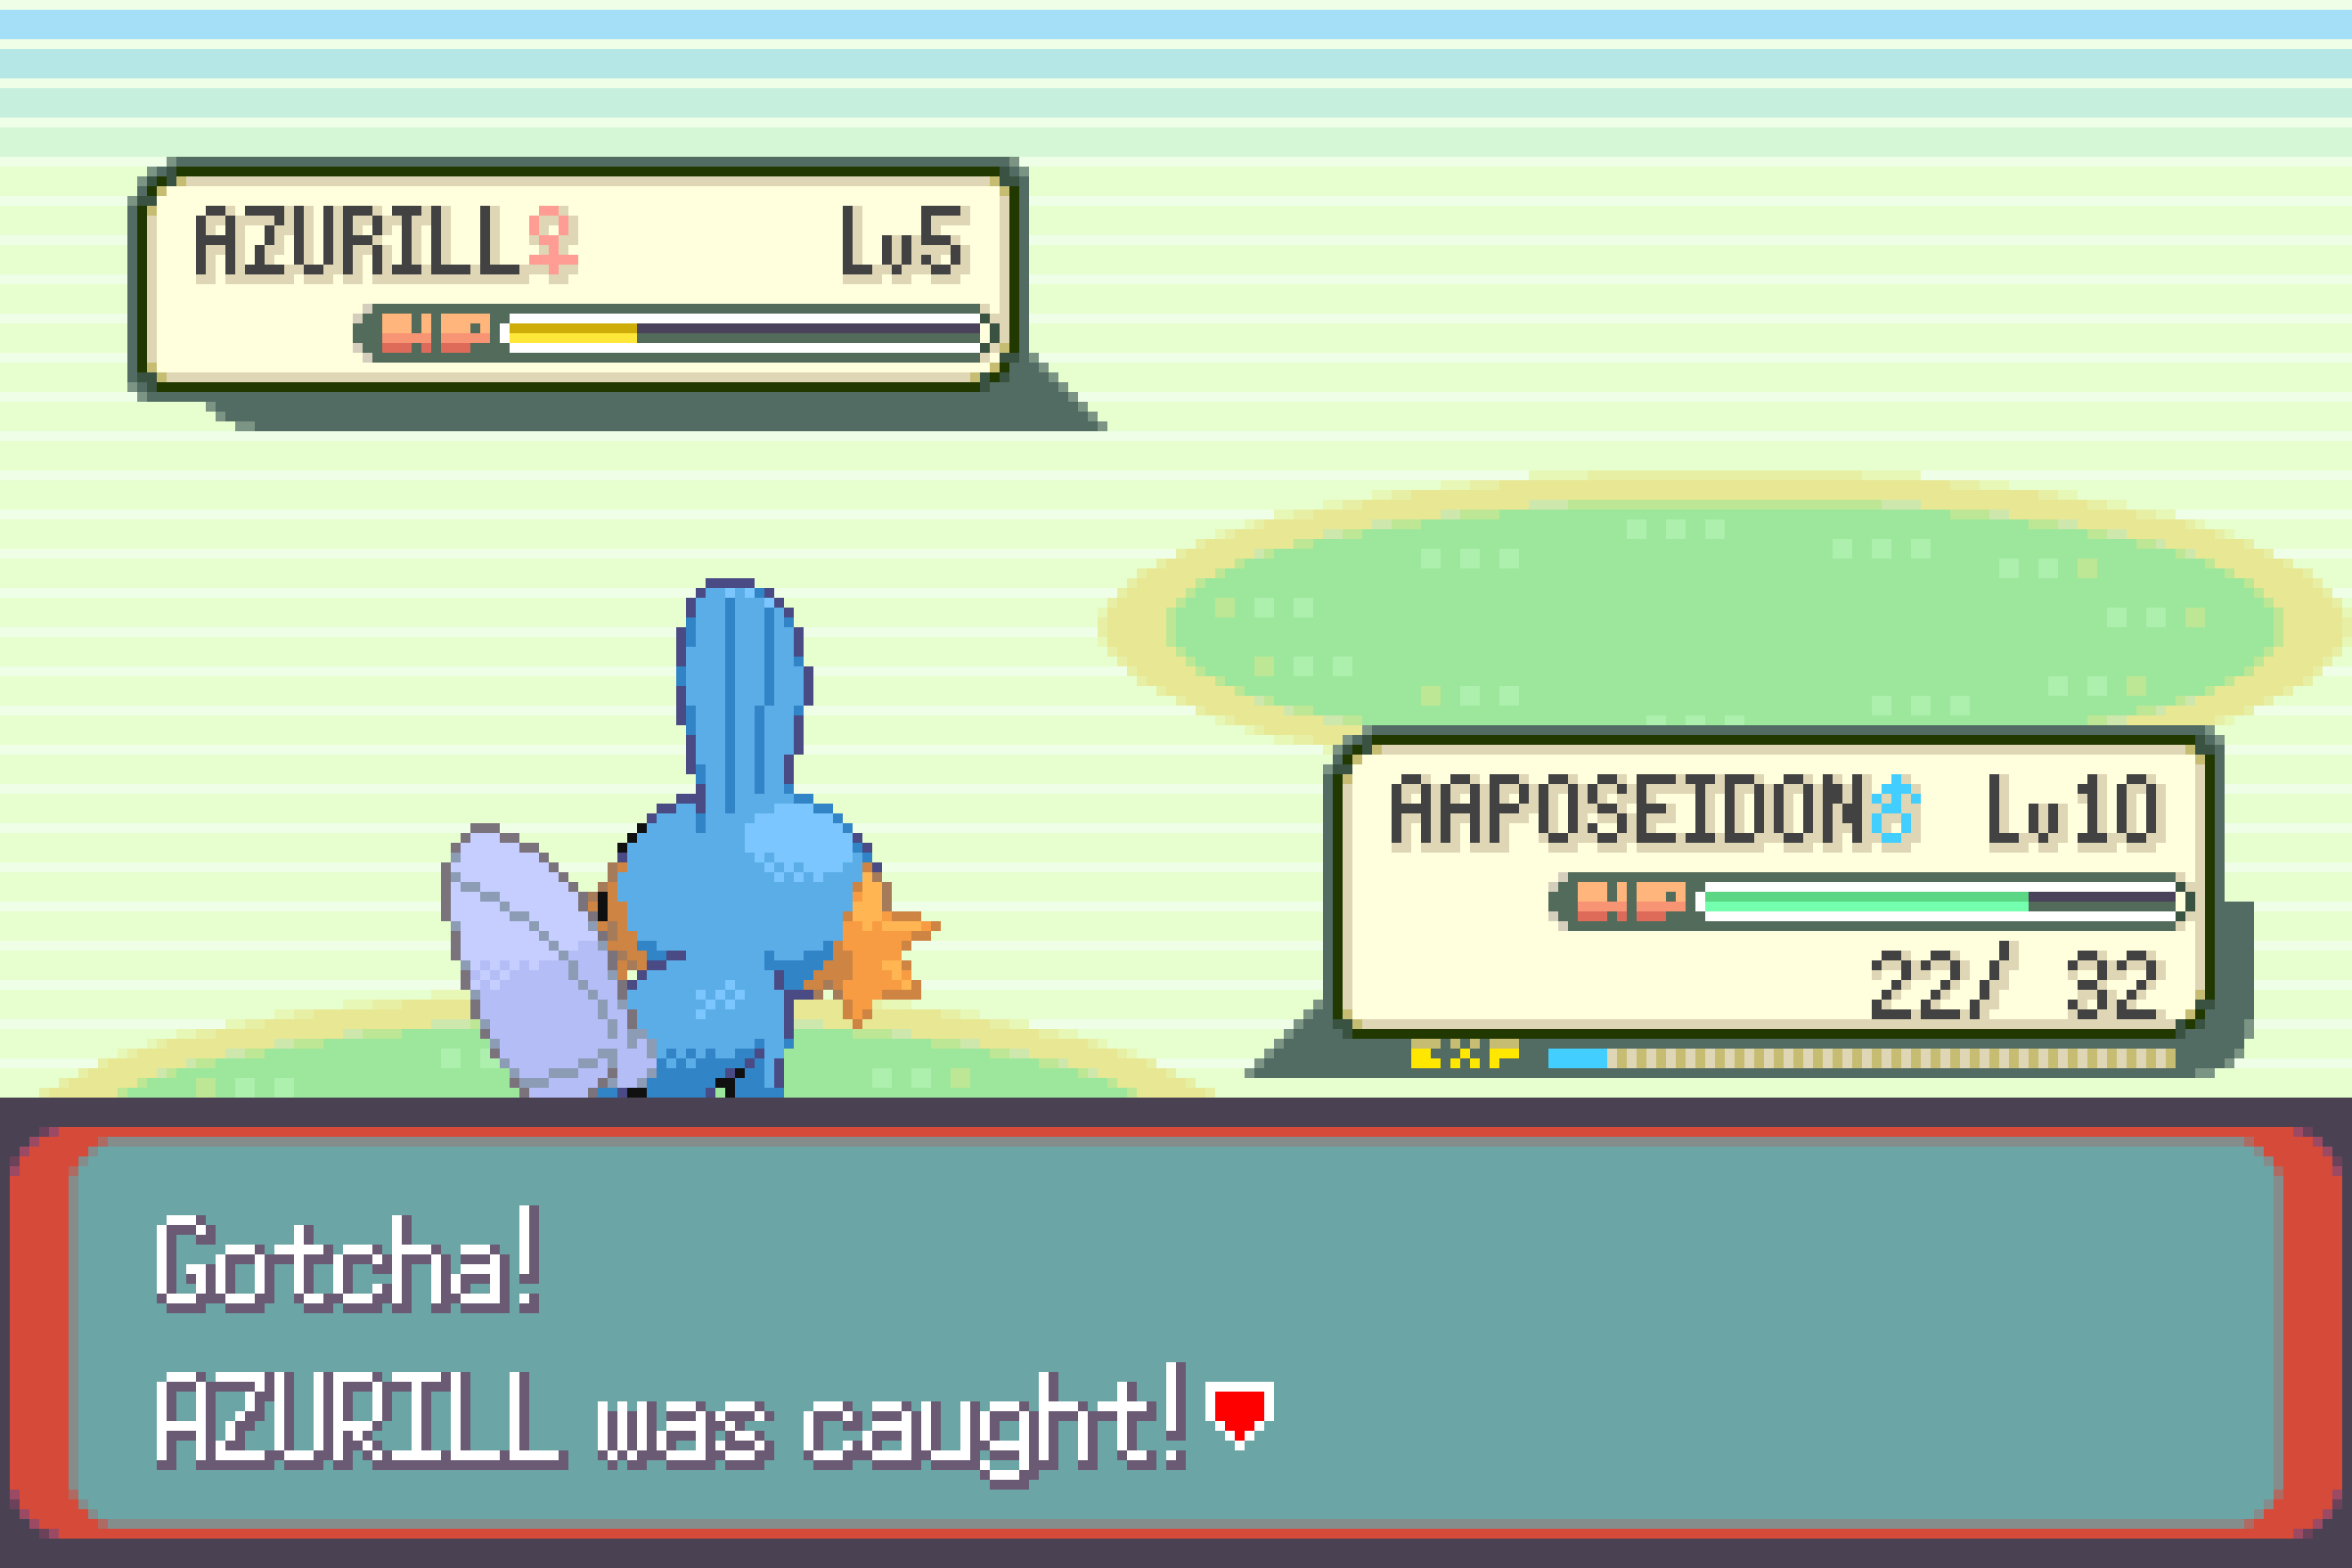 AZURILL♀ Lv5
HP
AAPOSEIDON♂ Lv10
HP
22/ 32
EXP
Gotcha!
AZURILL was caught!♥